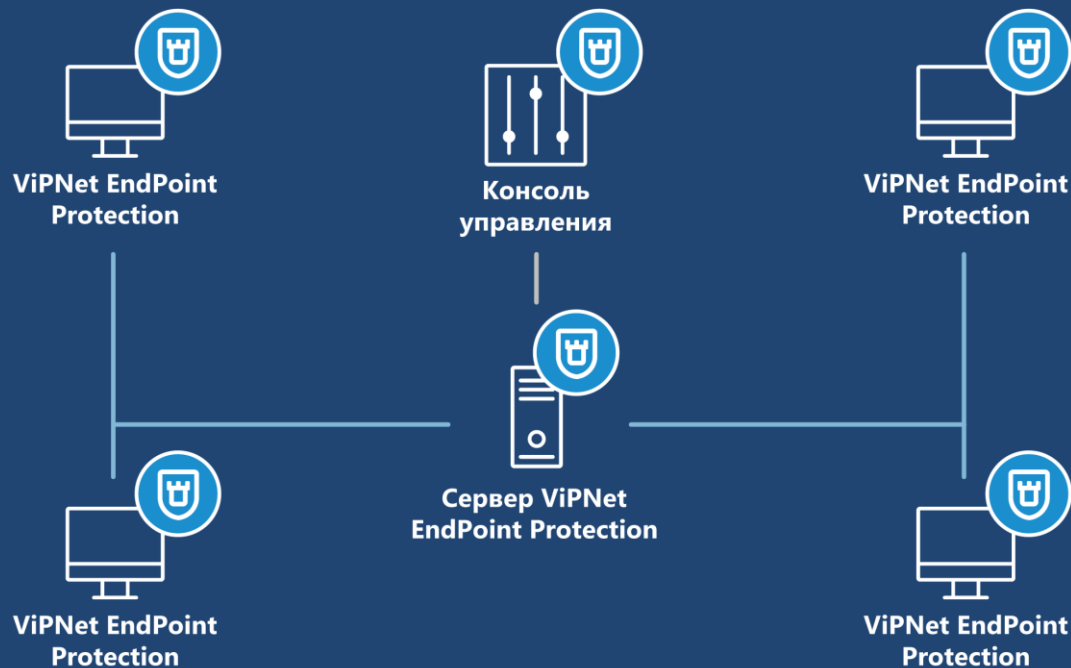 ViPNet EndPoint
Protection
Консоль
управления
ViPNet EndPoint
Protection
Сервер ViPNet
EndPoint Protection
ViPNet EndPoint
Protection
ViPNet EndPoint
Protection